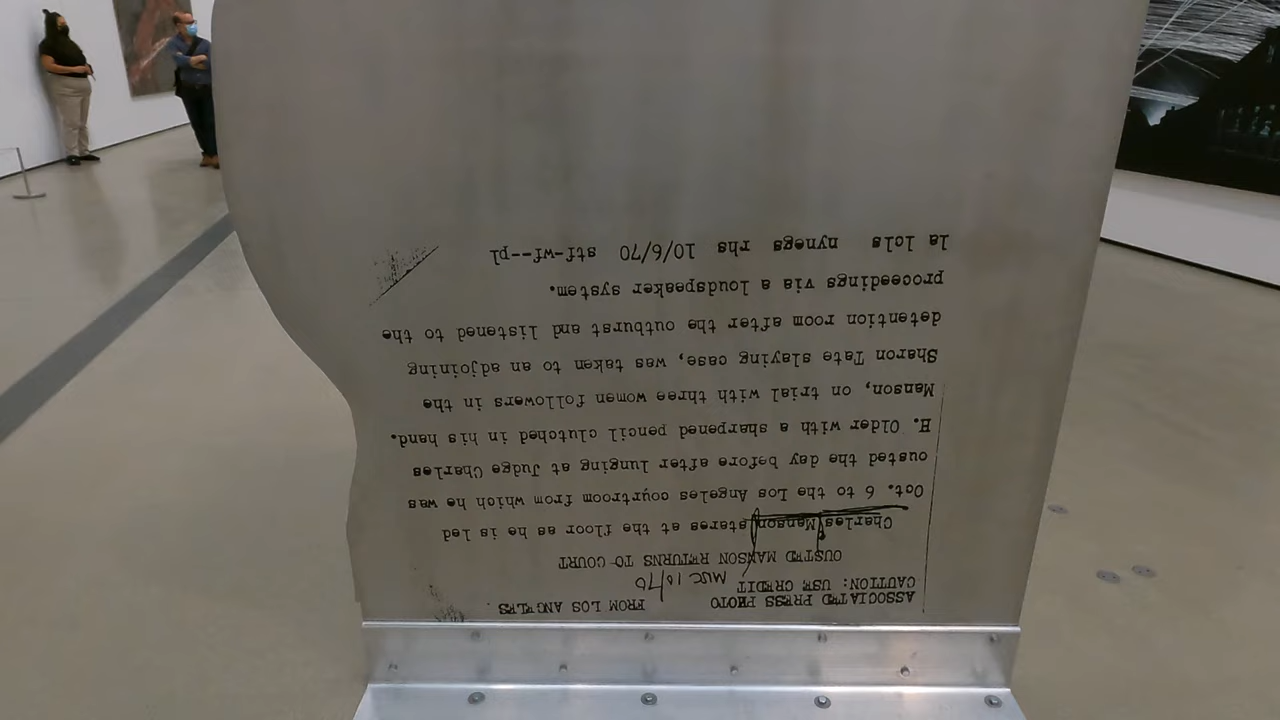 ASSOCIATED PRESS PHOTO FROM LOS ANGELES
CAUTION: USE CREDIT MUSC 10/70
OUSTED MANSON RETURNS TO COURT
Charles Manson stares at the floor as he is led
Oct. 6 to the Los Angeles courtroom from which he was
ousted the day before after lunging at Judge Charles
H. Older with a sharpened pencil clutched in his hand.
Manson, on trial with three women followers in the
Sharon Tate slaying case, was taken to an adjoining
detention room after the outburst and listened to the
proceedings via a loudspeaker system.
la lcls nynegs rhs 10/6/70 stf-wf--pl